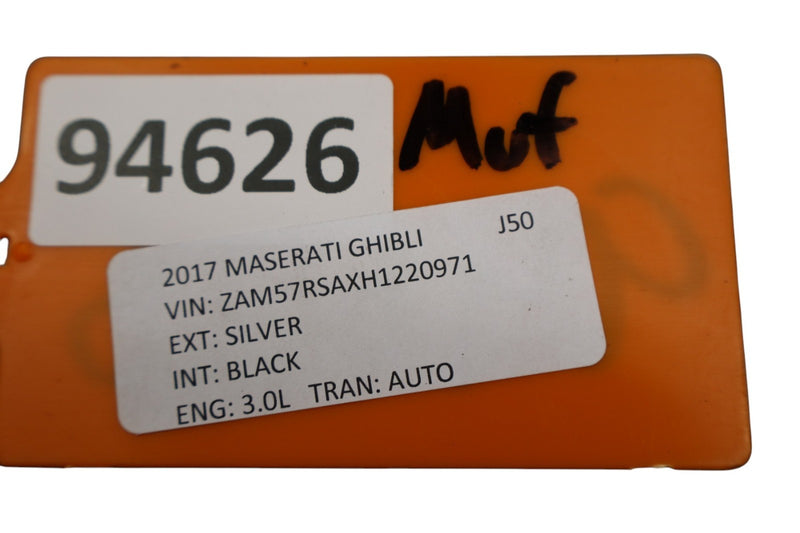 94626
Muf
2017 MASERATI GHIBLI J50
VIN: ZAM57RSAXH1220971
EXT: SILVER
INT: BLACK
ENG: 3.0L TRAN: AUTO